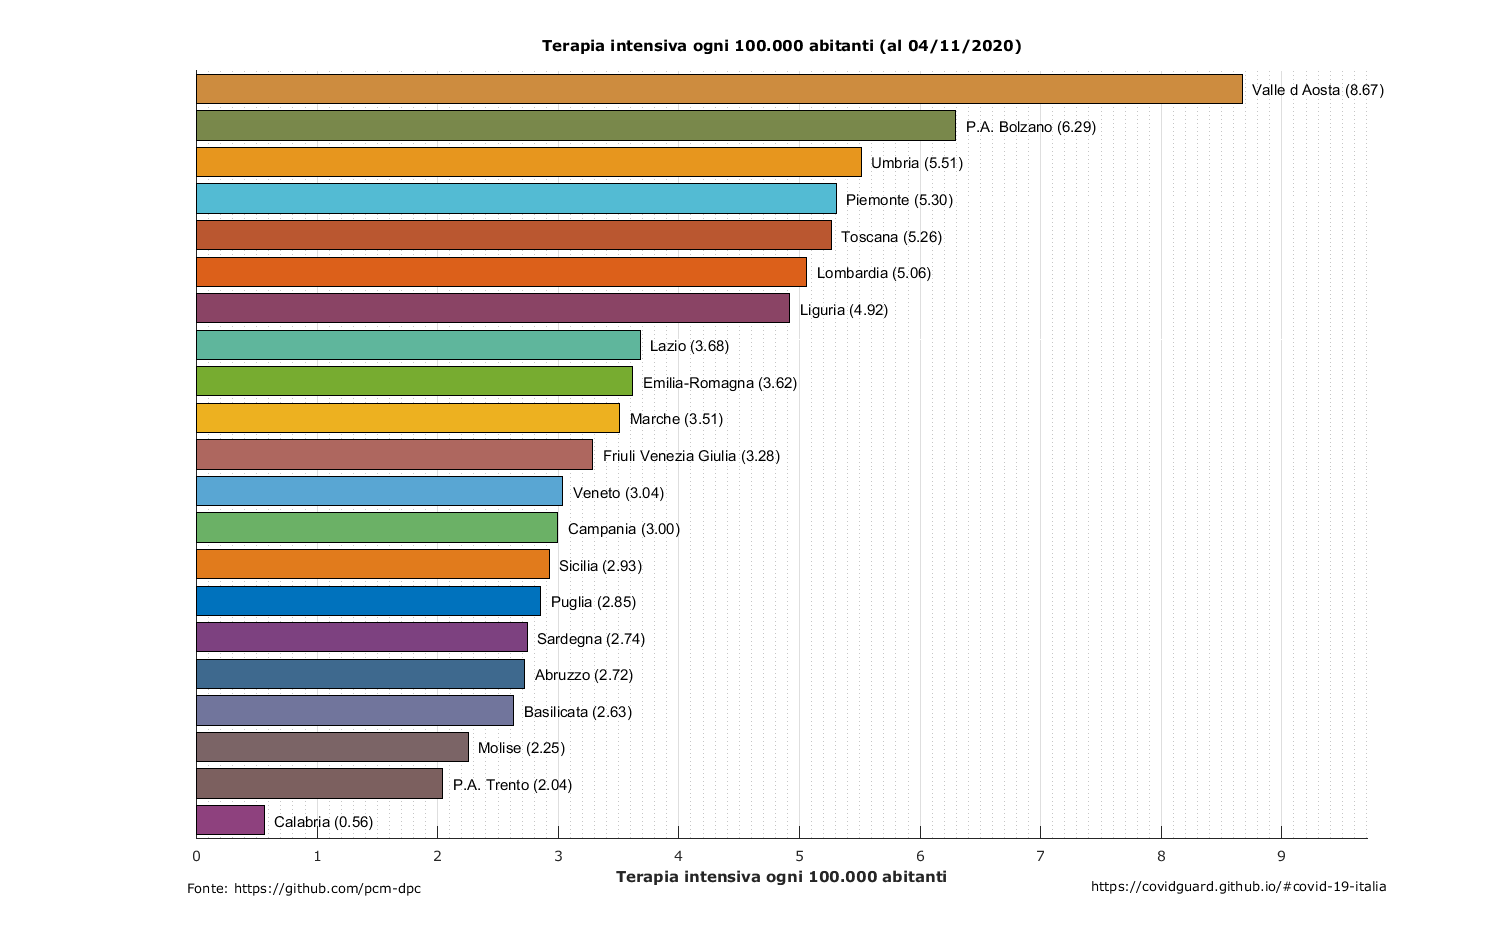 Terapia intensiva ogni 100.000 abitanti (al 04/11/2020)
Valle d Aosta (8.67)
P.A. Bolzano (6.29)
Umbria (5.51)
Piemonte (5.30)
Toscana (5.26)
Lombardia (5.06)
Liguria (4.92)
Lazio (3.68)
Emilia-Romagna (3.62)
Marche (3.51)
Friuli Venezia Giulia (3.28)
Veneto (3.04)
Campania (3.00)
Sicilia (2.93)
Puglia (2.85)
Sardegna (2.74)
Abruzzo (2.72)
Basilicata (2.63)
Molise (2.25)
P.A. Trento (2.04)
Calabria (0.56)
0 1 2 3 4 5 6 7 8 9
Terapia intensiva ogni 100.000 abitanti
Fonte: https://github.com/pcm-dpc
https://covidguard.github.io/#covid-19-italia